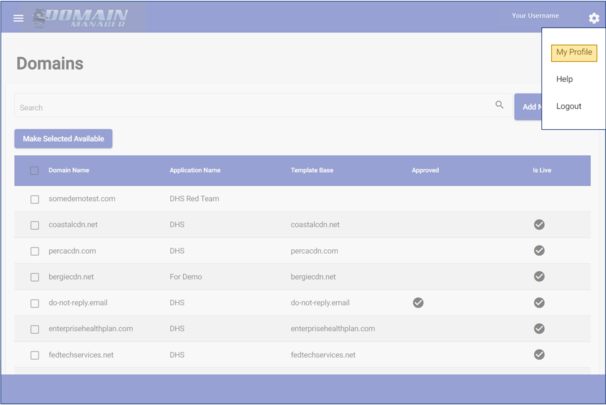 DOMAIN
MANAGER
Your Username
My Profile
Help
Logout
Domains
Search
Add N
Make Selected Available
Domain Name Application Name Template Base Approved Is Live
somedemotest.com DHS Red Team
coastalcdn.net DHS coastalcdn.net
percacdn.com DHS percacdn.com
bergiecdn.net For Demo bergiecdn.net
do-not-reply.email DHS do-not-reply.email
enterprisehealthplan.com DHS enterprisehealthplan.com
fedtechservices.net DHS fedtechservices.net